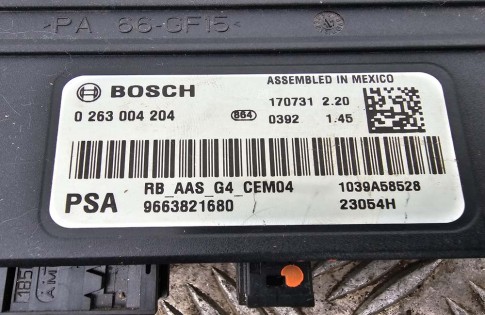 >PA 66-GF15<
BOSCH
ASSEMBLED IN MEXICO
170731 2.20
0 263 004 204
864
0392 1.45
RB_AAS_G4_CEM04
1039A58528
PSA
9663821680
23054H